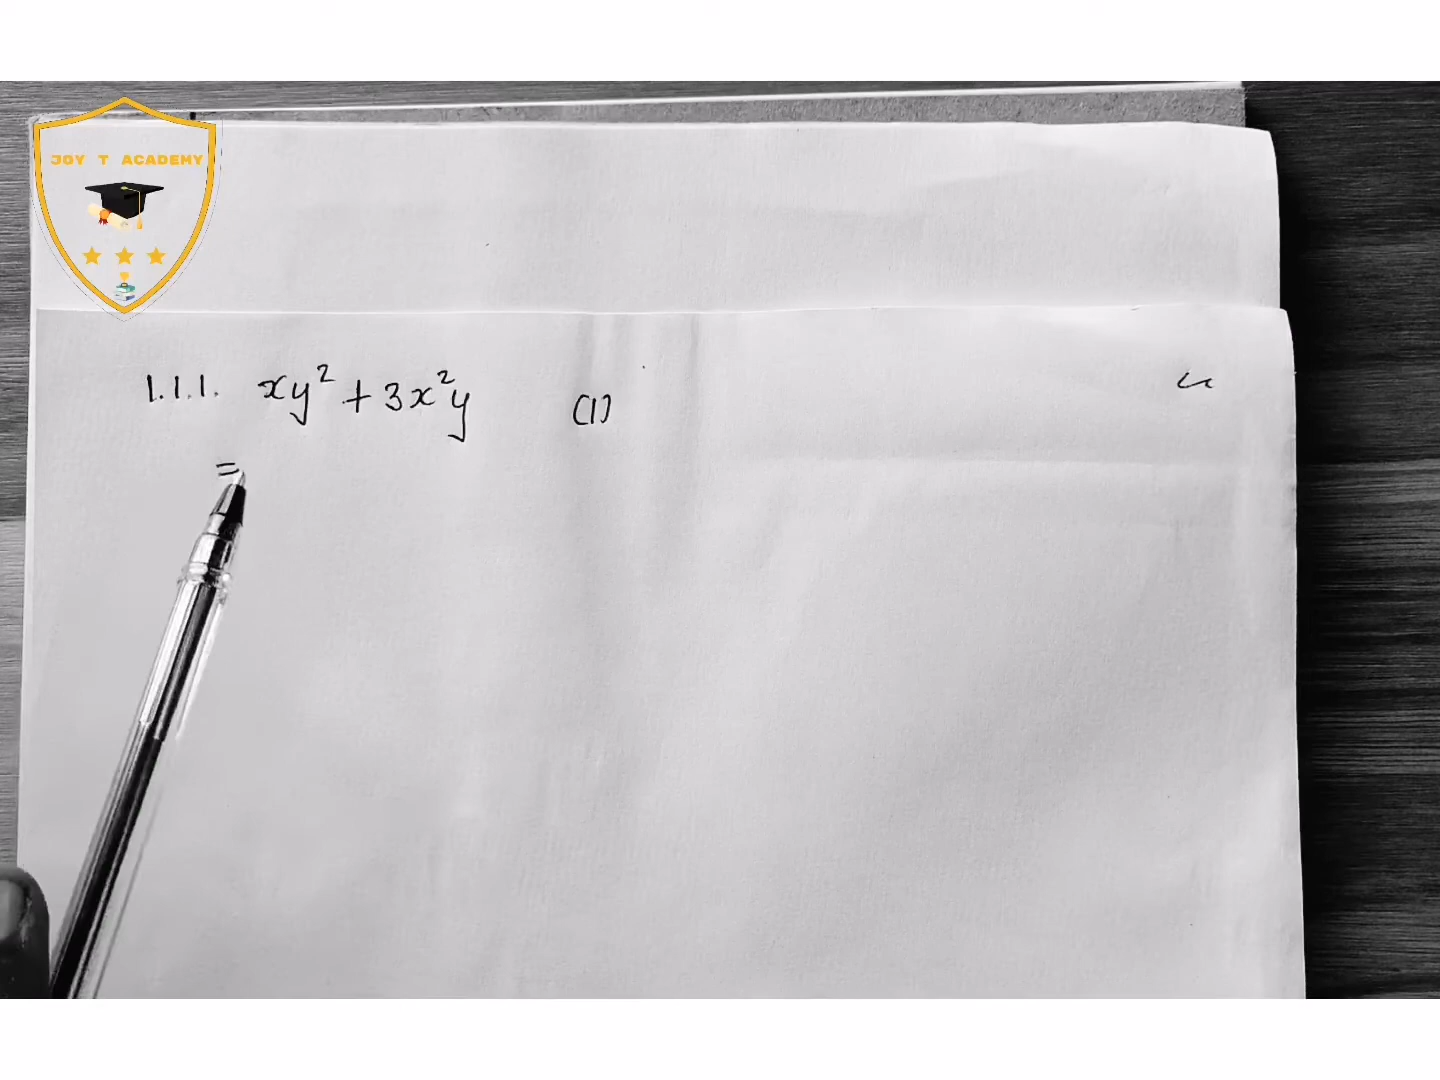 JOY T ACADEMY
1.1.1. xy² + 3x²y (1)
=